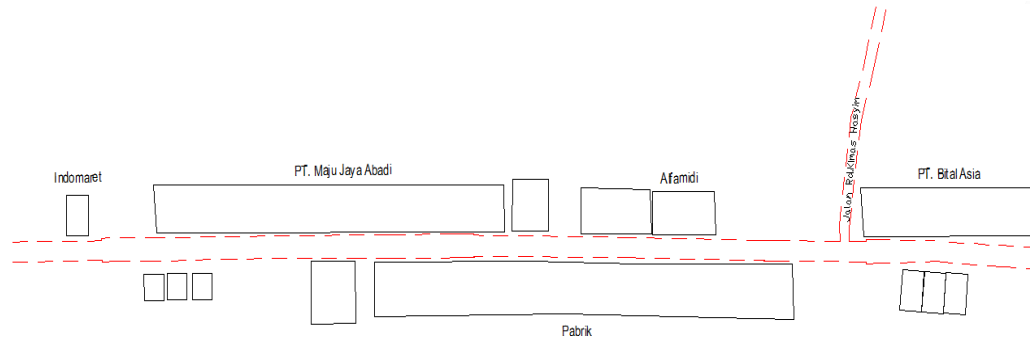 Indomaret
PT. Maju Jaya Abadi
Alfamidi
Jalan Rd.Kimas Hasyim
PT. Bital Asia
Pabrik